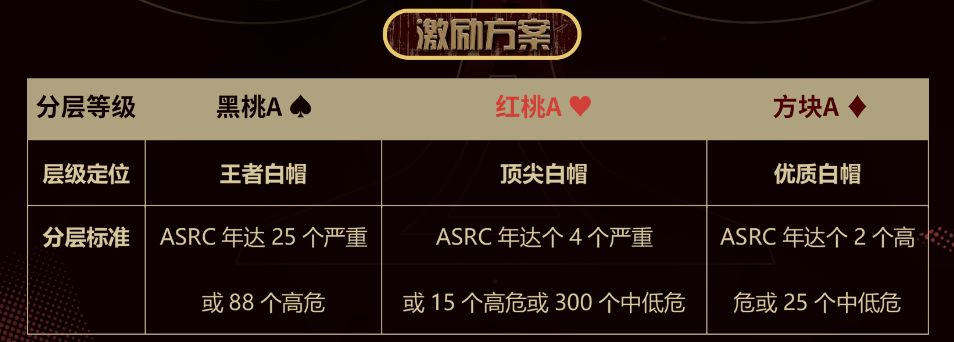 激励方案
分层等级 黑桃A ♠ 红桃A ♥ 方块A ♦
层级定位 王者白帽 顶尖白帽 优质白帽
分层标准 ASRC 年达 25 个严重 ASRC 年达个 4 个严重 ASRC 年达个 2 个高
或 88 个高危 或 15 个高危或 300 个中低危 危或 25 个中低危